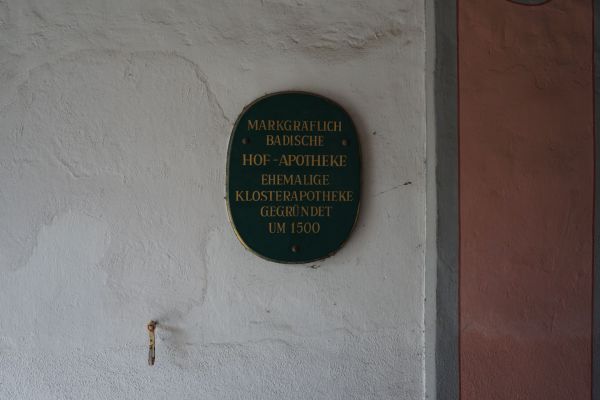 MARKGRÄFLICH
BADISCHE
HOF-APOTHEKE
EHEMALIGE
KLOSTERAPOTHEKE
GEGRÜNDET
UM 1500